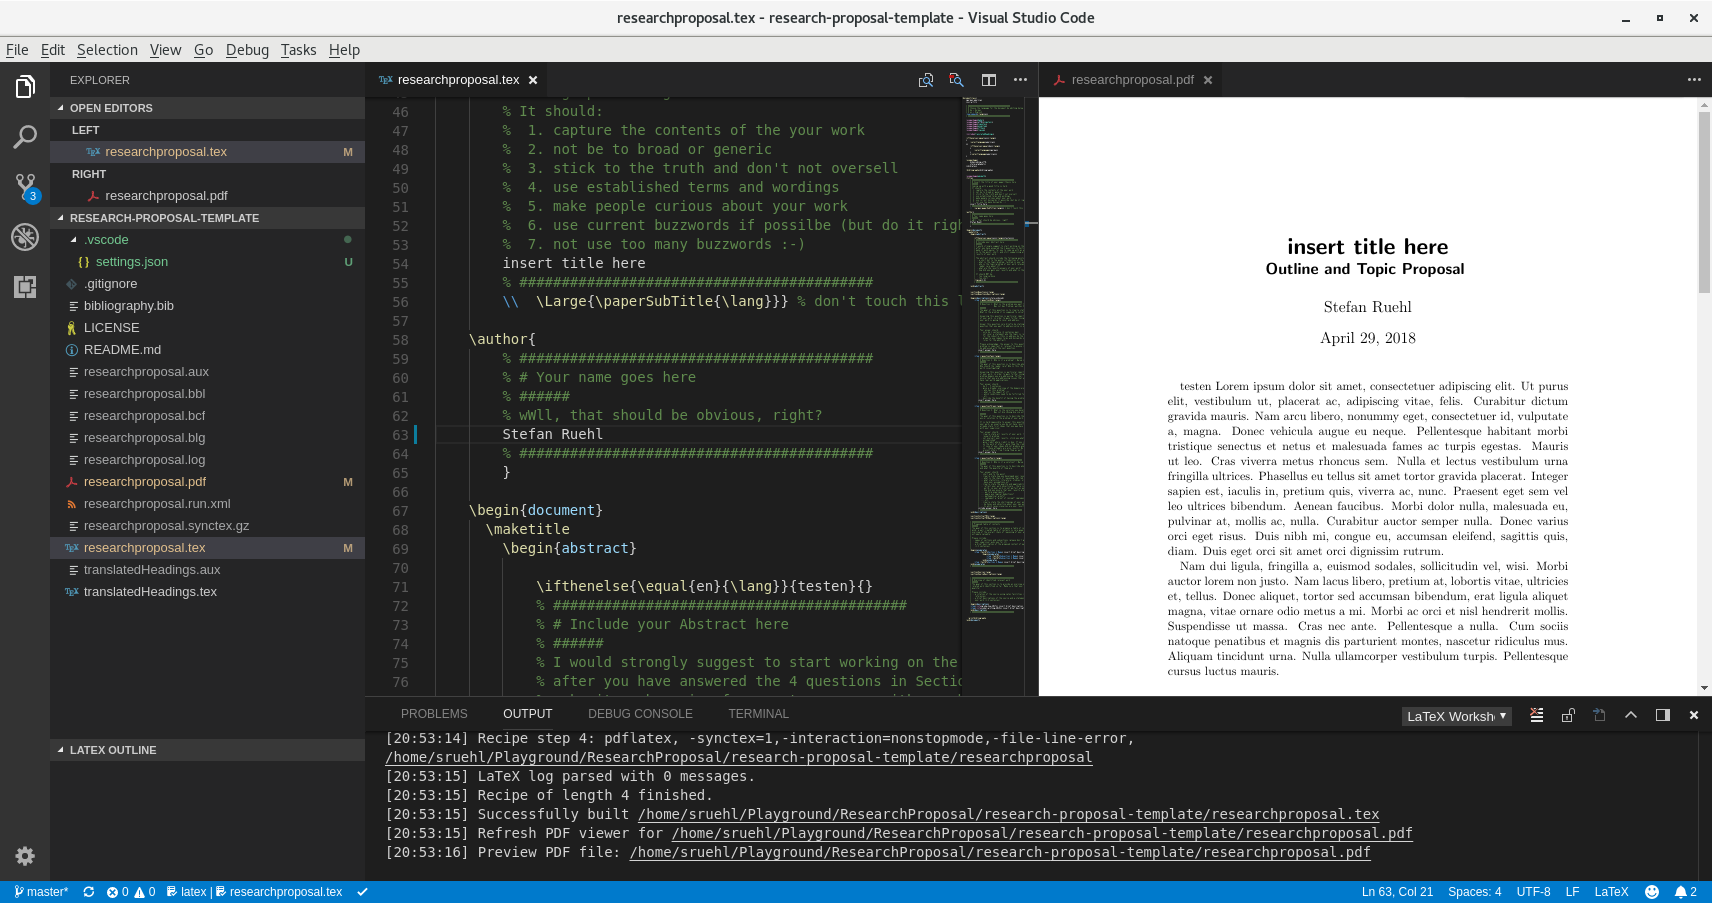 researchproposal.tex - research-proposal-template - Visual Studio Code
File Edit Selection View Go Debug Tasks Help
EXPLORER
OPEN EDITORS
LEFT
researchproposal.tex M
RIGHT
researchproposal.pdf
RESEARCH-PROPOSAL-TEMPLATE
.vscode
settings.json U
.gitignore
bibliography.bib
LICENSE
README.md
researchproposal.aux
researchproposal.bbl
researchproposal.bcf
researchproposal.blg
researchproposal.log
researchproposal.pdf M
researchproposal.run.xml
researchproposal.synctex.gz
researchproposal.tex M
translatedHeadings.aux
translatedHeadings.tex
LATEX OUTLINE
3
researchproposal.tex
46 % It should:
47 %  1. capture the contents of the your work
48 %  2. not be to broad or generic
49 %  3. stick to the truth and don't not oversell
50 %  4. use established terms and wordings
51 %  5. make people curious about your work
52 %  6. use current buzzwords if possilbe (but do it righ
53 %  7. not use too many buzzwords :-)
54 insert title here
55 % ##########################################
56 \\  \Large{\paperSubTitle{\lang}}} % don't touch this l
57
58 \author{
59 % ##########################################
60 % # Your name goes here
61 % ######
62 % wWll, that should be obvious, right?
63 Stefan Ruehl
64 % ##########################################
65 }
66
67 \begin{document}
68 \maketitle
69 \begin{abstract}
70
71 \ifthenelse{\equal{en}{\lang}}{testen}{}
72 % ##########################################
73 % # Include your Abstract here
74 % ######
75 % I would strongly suggest to start working on the
76 % after you have answered the 4 questions in Sectio
researchproposal.pdf
insert title here
Outline and Topic Proposal
Stefan Ruehl
April 29, 2018
testen Lorem ipsum dolor sit amet, consectetuer adipiscing elit. Ut purus
elit, vestibulum ut, placerat ac, adipiscing vitae, felis. Curabitur dictum
gravida mauris. Nam arcu libero, nonummy eget, consectetuer id, vulputate
a, magna. Donec vehicula augue eu neque. Pellentesque habitant morbi
tristique senectus et netus et malesuada fames ac turpis egestas. Mauris
ut leo. Cras viverra metus rhoncus sem. Nulla et lectus vestibulum urna
fringilla ultrices. Phasellus eu tellus sit amet tortor gravida placerat. Integer
sapien est, iaculis in, pretium quis, viverra ac, nunc. Praesent eget sem vel
leo ultrices bibendum. Aenean faucibus. Morbi dolor nulla, malesuada eu,
pulvinar at, mollis ac, nulla. Curabitur auctor semper nulla. Donec varius
orci eget risus. Duis nibh mi, congue eu, accumsan eleifend, sagittis quis,
diam. Duis eget orci sit amet orci dignissim rutrum.
Nam dui ligula, fringilla a, euismod sodales, sollicitudin vel, wisi. Morbi
auctor lorem non justo. Nam lacus libero, pretium at, lobortis vitae, ultricies
et, tellus. Donec aliquet, tortor sed accumsan bibendum, erat ligula aliquet
magna, vitae ornare odio metus a mi. Morbi ac orci et nisl hendrerit mollis.
Suspendisse ut massa. Cras nec ante. Pellentesque a nulla. Cum sociis
natoque penatibus et magnis dis parturient montes, nascetur ridiculus mus.
Aliquam tincidunt urna. Nulla ullamcorper vestibulum turpis. Pellentesque
cursus luctus mauris.
PROBLEMS OUTPUT DEBUG CONSOLE TERMINAL LaTeX Worksh
[20:53:14] Recipe step 4: pdflatex, -synctex=1,-interaction=nonstopmode,-file-line-error,
/home/sruehl/Playground/ResearchProposal/research-proposal-template/researchproposal
[20:53:15] LaTeX log parsed with 0 messages.
[20:53:15] Recipe of length 4 finished.
[20:53:15] Successfully built /home/sruehl/Playground/ResearchProposal/research-proposal-template/researchproposal.tex
[20:53:15] Refresh PDF viewer for /home/sruehl/Playground/ResearchProposal/research-proposal-template/researchproposal.pdf
[20:53:16] Preview PDF file: /home/sruehl/Playground/ResearchProposal/research-proposal-template/researchproposal.pdf
master* 0 0 latex | researchproposal.tex Ln 63, Col 21 Spaces: 4 UTF-8 LF LaTeX 2